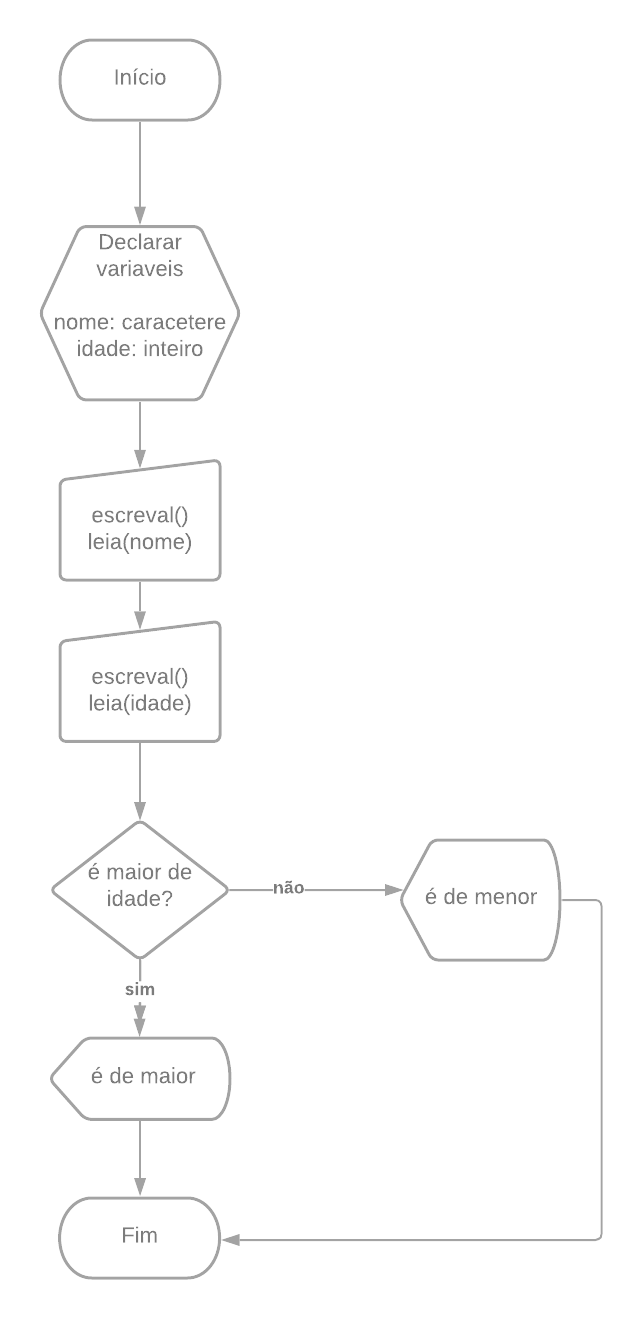 Início
Declarar
variaveis
nome: caracetere
idade: inteiro
escreval()
leia(nome)
escreval()
leia(idade)
é maior de
idade?
não
é de menor
sim
é de maior
Fim